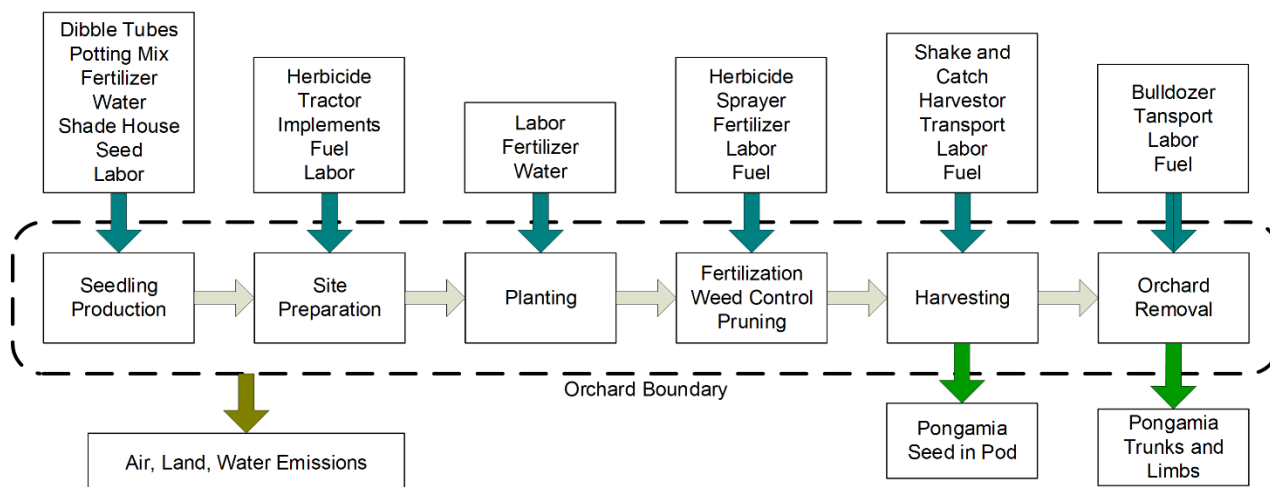 Dibble Tubes
Potting Mix
Fertilizer
Water
Shade House
Seed
Labor
Herbicide
Tractor
Implements
Fuel
Labor
Labor
Fertilizer
Water
Herbicide
Sprayer
Fertilizer
Labor
Fuel
Shake and
Catch
Harvestor
Transport
Labor
Fuel
Bulldozer
Tansport
Labor
Fuel
Seedling
Production
Site
Preparation
Planting
Fertilization
Weed Control
Pruning
Harvesting
Orchard
Removal
Orchard Boundary
Air, Land, Water Emissions
Pongamia
Seed in Pod
Pongamia
Trunks and
Limbs